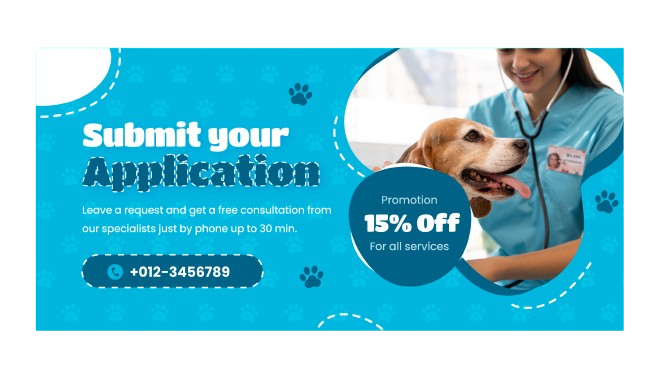 Submit your
Application
Leave a request and get a free consultation from
our specialists just by phone up to 30 min.
+012-3456789
Promotion
15% Off
For all services